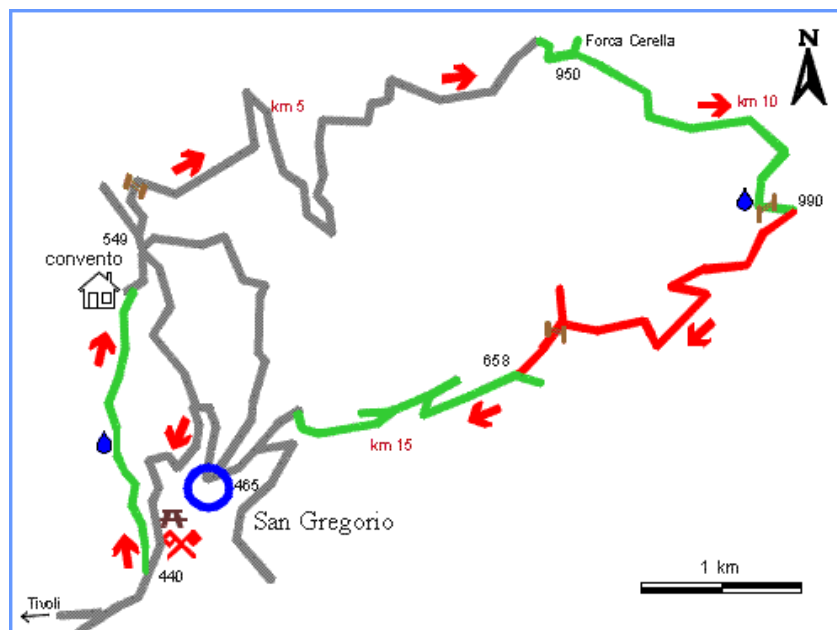 Forca Cerella
N
950
km 5
km 10
990
549
convento
658
km 15
465
San Gregorio
440
1 km
Tivoli